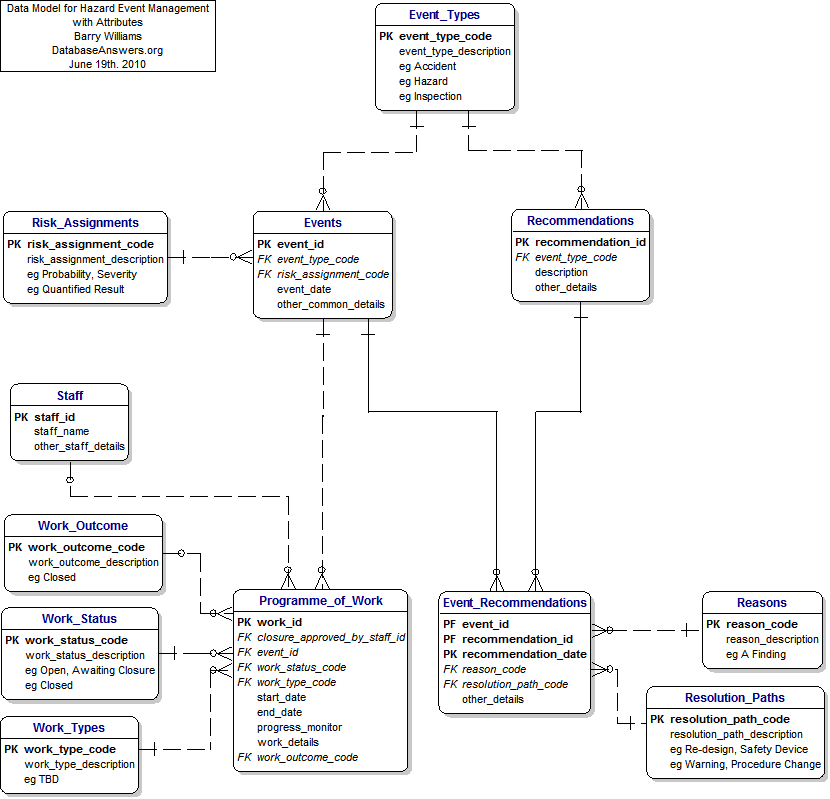 Data Model for Hazard Event Management
with Attributes
Barry Williams
DatabaseAnswers.org
June 19th. 2010
Event_Types
PK event_type_code
event_type_description
eg Accident
eg Hazard
eg Inspection
Risk_Assignments
PK risk_assignment_code
risk_assignment_description
eg Probability, Severity
eg Quantified Result
Events
PK event_id
FK event_type_code
FK risk_assignment_code
event_date
other_common_details
Recommendations
PK recommendation_id
FK event_type_code
description
other_details
Staff
PK staff_id
staff_name
other_staff_details
Work_Outcome
PK work_outcome_code
work_outcome_description
eg Closed
Work_Status
PK work_status_code
work_status_description
eg Open, Awaiting Closure
eg Closed
Work_Types
PK work_type_code
work_type_description
eg TBD
Programme_of_Work
PK work_id
FK closure_approved_by_staff_id
FK event_id
FK work_status_code
FK work_type_code
start_date
end_date
progress_monitor
work_details
FK work_outcome_code
Event_Recommendations
PF event_id
PF recommendation_id
PK recommendation_date
FK reason_code
FK resolution_path_code
other_details
Reasons
PK reason_code
reason_description
eg A Finding
Resolution_Paths
PK resolution_path_code
resolution_path_description
eg Re-design, Safety Device
eg Warning, Procedure Change